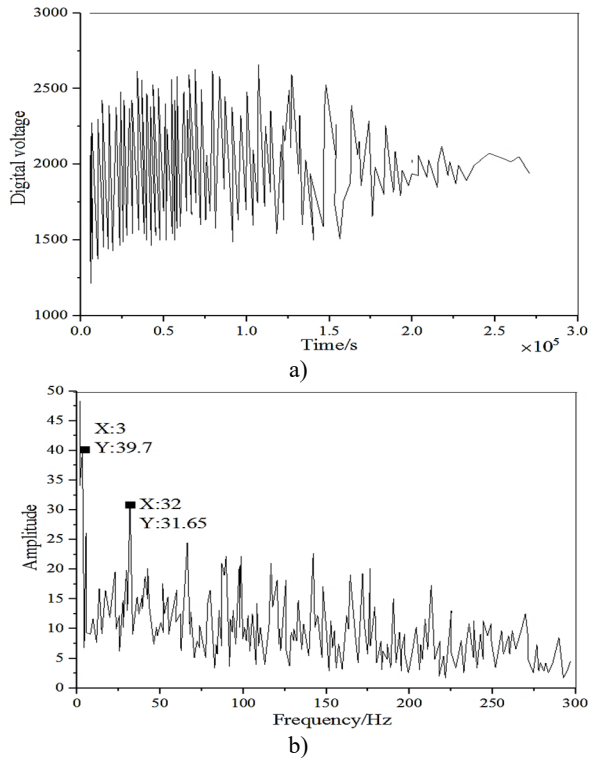 3000
2500
2000
1500
1000
Digital voltage
0.0 0.5 1.0 1.5 2.0 2.5 3.0
Time/s
×10⁵
a)
50
45
40
35
30
25
20
15
10
5
0
Amplitude
X:3
Y:39.7
X:32
Y:31.65
0 50 100 150 200 250 300
Frequency/Hz
b)